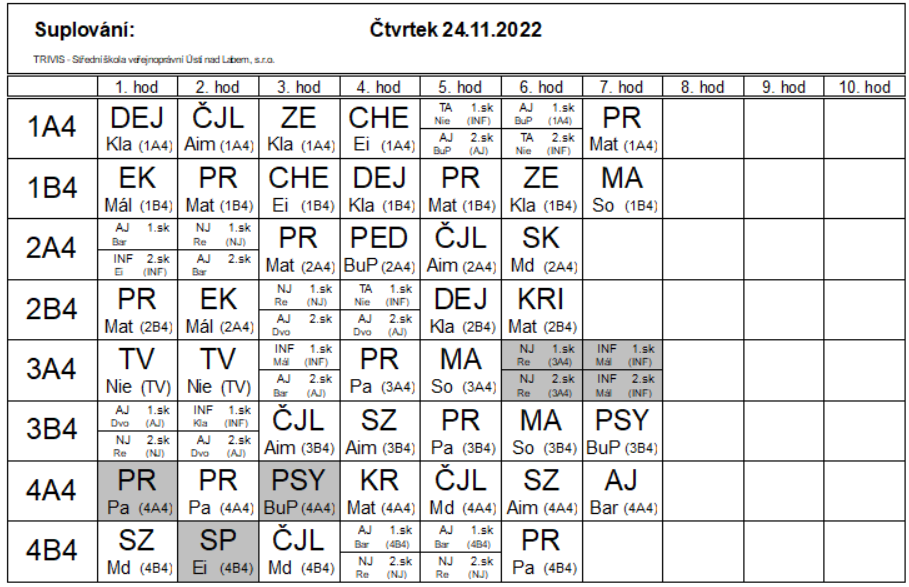 Suplování: Čtvrtek 24.11.2022
TRIVIS - Střední škola veřejnoprávní Ústí nad Labem, s.r.o.
1. hod 2. hod 3. hod 4. hod 5. hod 6. hod 7. hod 8. hod 9. hod 10. hod
1A4 DEJ ČJL ZE CHE TA 1.sk AJ 1.sk PR
Nie (INF) BuP (1A4)
Kla (1A4) Aim (1A4) Kla (1A4) Ei (1A4) AJ 2.sk TA 2.sk Mat (1A4)
BuP (AJ) Nie (INF)
1B4 EK PR CHE DEJ PR ZE MA
Mál (1B4) Mat (1B4) Ei (1B4) Kla (1B4) Mat (1B4) Kla (1B4) So (1B4)
2A4 AJ 1.sk NJ 1.sk PR PED ČJL SK
Bar Re (NJ)
INF 2.sk AJ 2.sk Mat (2A4) BuP (2A4) Aim (2A4) Md (2A4)
Ei (INF) Bar
2B4 PR EK NJ 1.sk TA 1.sk DEJ KRI
Re (NJ) Nie (INF)
Mat (2B4) Mál (2A4) AJ 2.sk AJ 2.sk Kla (2B4) Mat (2B4)
Dvo Dvo (AJ)
3A4 TV TV INF 1.sk PR MA NJ 1.sk INF 1.sk
Mál (INF) Re (3A4) Mál (INF)
Nie (TV) Nie (TV) AJ 2.sk Pa (3A4) So (3A4) NJ 2.sk INF 2.sk
Bar (AJ) Re (3A4) Mál (INF)
3B4 AJ 1.sk INF 1.sk ČJL SZ PR MA PSY
Dvo (AJ) Kla (INF)
NJ 2.sk AJ 2.sk Aim (3B4) Aim (3B4) Pa (3B4) So (3B4) BuP (3B4)
Re (NJ) Dvo (AJ)
4A4 PR PR PSY KR ČJL SZ AJ
Pa (4A4) Pa (4A4) BuP (4A4) Mat (4A4) Md (4A4) Aim (4A4) Bar (4A4)
4B4 SZ SP ČJL AJ 1.sk AJ 1.sk PR
Bar (4B4) Bar (4B4)
Md (4B4) Ei (4B4) Md (4B4) NJ 2.sk NJ 2.sk Pa (4B4)
Re (NJ) Re (NJ)